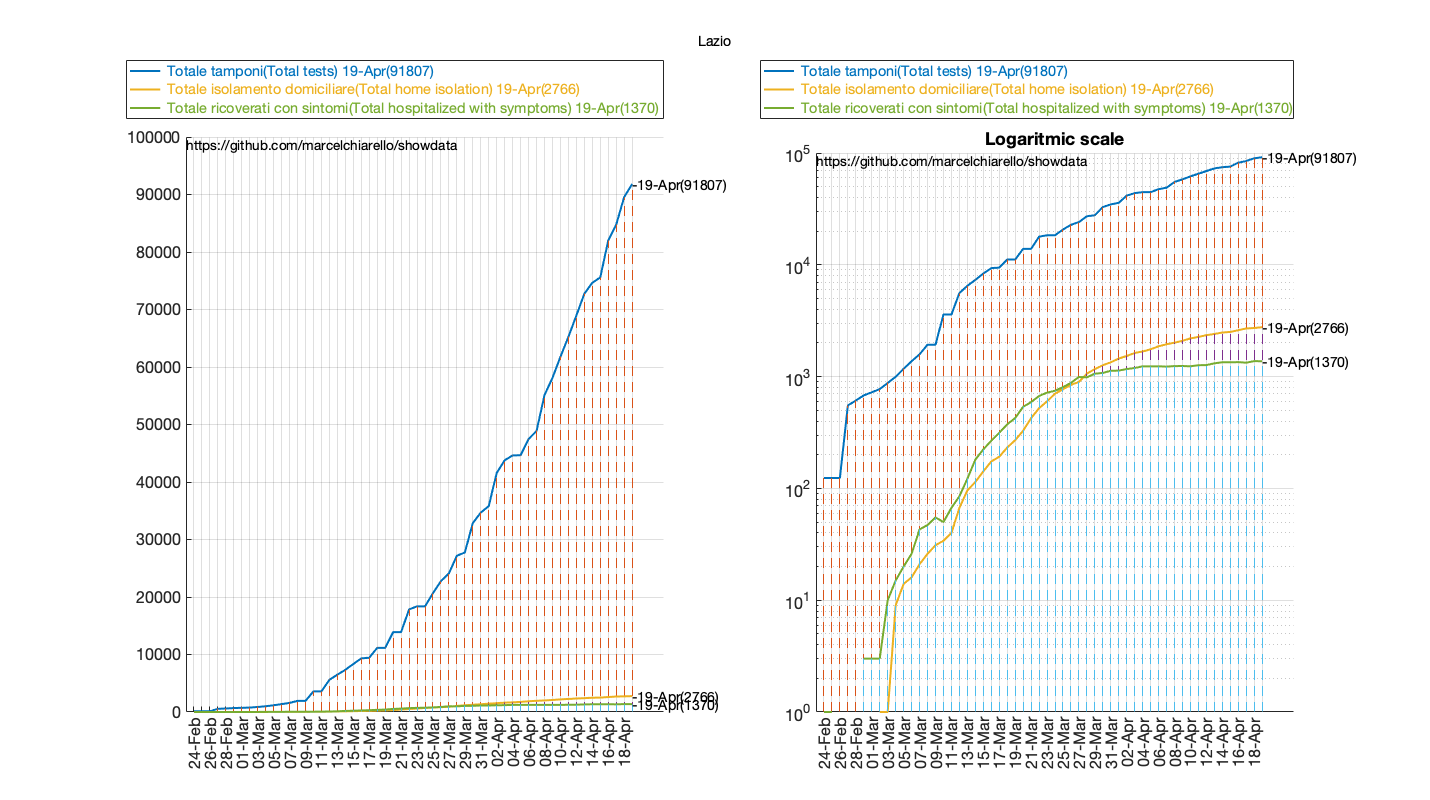 Lazio
Totale tamponi(Total tests) 19-Apr(91807)
Totale isolamento domiciliare(Total home isolation) 19-Apr(2766)
Totale ricoverati con sintomi(Total hospitalized with symptoms) 19-Apr(1370)
https://github.com/marcelchiarello/showdata
100000
90000
80000
70000
60000
50000
40000
30000
20000
10000
0
-19-Apr(91807)
-19-Apr(2766)
-19-Apr(1370)
24-Feb
26-Feb
28-Feb
01-Mar
03-Mar
05-Mar
07-Mar
09-Mar
11-Mar
13-Mar
15-Mar
17-Mar
19-Mar
21-Mar
23-Mar
25-Mar
27-Mar
29-Mar
31-Mar
02-Apr
04-Apr
06-Apr
08-Apr
10-Apr
12-Apr
14-Apr
16-Apr
18-Apr
Totale tamponi(Total tests) 19-Apr(91807)
Totale isolamento domiciliare(Total home isolation) 19-Apr(2766)
Totale ricoverati con sintomi(Total hospitalized with symptoms) 19-Apr(1370)
Logaritmic scale
https://github.com/marcelchiarello/showdata
10^5
10^4
10^3
10^2
10^1
10^0
-19-Apr(91807)
-19-Apr(2766)
-19-Apr(1370)
24-Feb
26-Feb
28-Feb
01-Mar
03-Mar
05-Mar
07-Mar
09-Mar
11-Mar
13-Mar
15-Mar
17-Mar
19-Mar
21-Mar
23-Mar
25-Mar
27-Mar
29-Mar
31-Mar
02-Apr
04-Apr
06-Apr
08-Apr
10-Apr
12-Apr
14-Apr
16-Apr
18-Apr